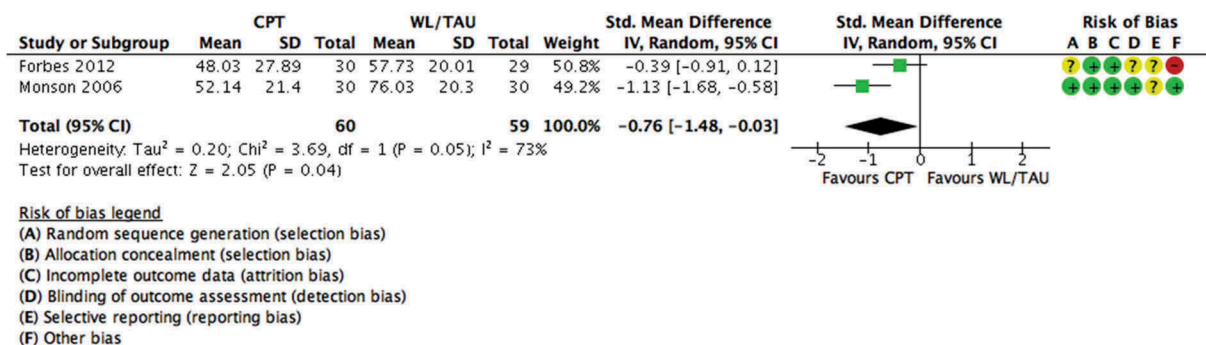 CPT WL/TAU Std. Mean Difference Std. Mean Difference Risk of Bias
Study or Subgroup Mean SD Total Mean SD Total Weight IV, Random, 95% CI IV, Random, 95% CI A B C D E F
Forbes 2012 48.03 27.89 30 57.73 20.01 29 50.8% -0.39 [-0.91, 0.12] ? + + ? ? -
Monson 2006 52.14 21.4 30 76.03 20.3 30 49.2% -1.13 [-1.68, -0.58] + + + + ? +
Total (95% CI) 60 59 100.0% -0.76 [-1.48, -0.03]
Heterogeneity: Tau² = 0.20; Chi² = 3.69, df = 1 (P = 0.05); I² = 73%
Test for overall effect: Z = 2.05 (P = 0.04)
-2 -1 0 1 2
Favours CPT Favours WL/TAU
Risk of bias legend
(A) Random sequence generation (selection bias)
(B) Allocation concealment (selection bias)
(C) Incomplete outcome data (attrition bias)
(D) Blinding of outcome assessment (detection bias)
(E) Selective reporting (reporting bias)
(F) Other bias